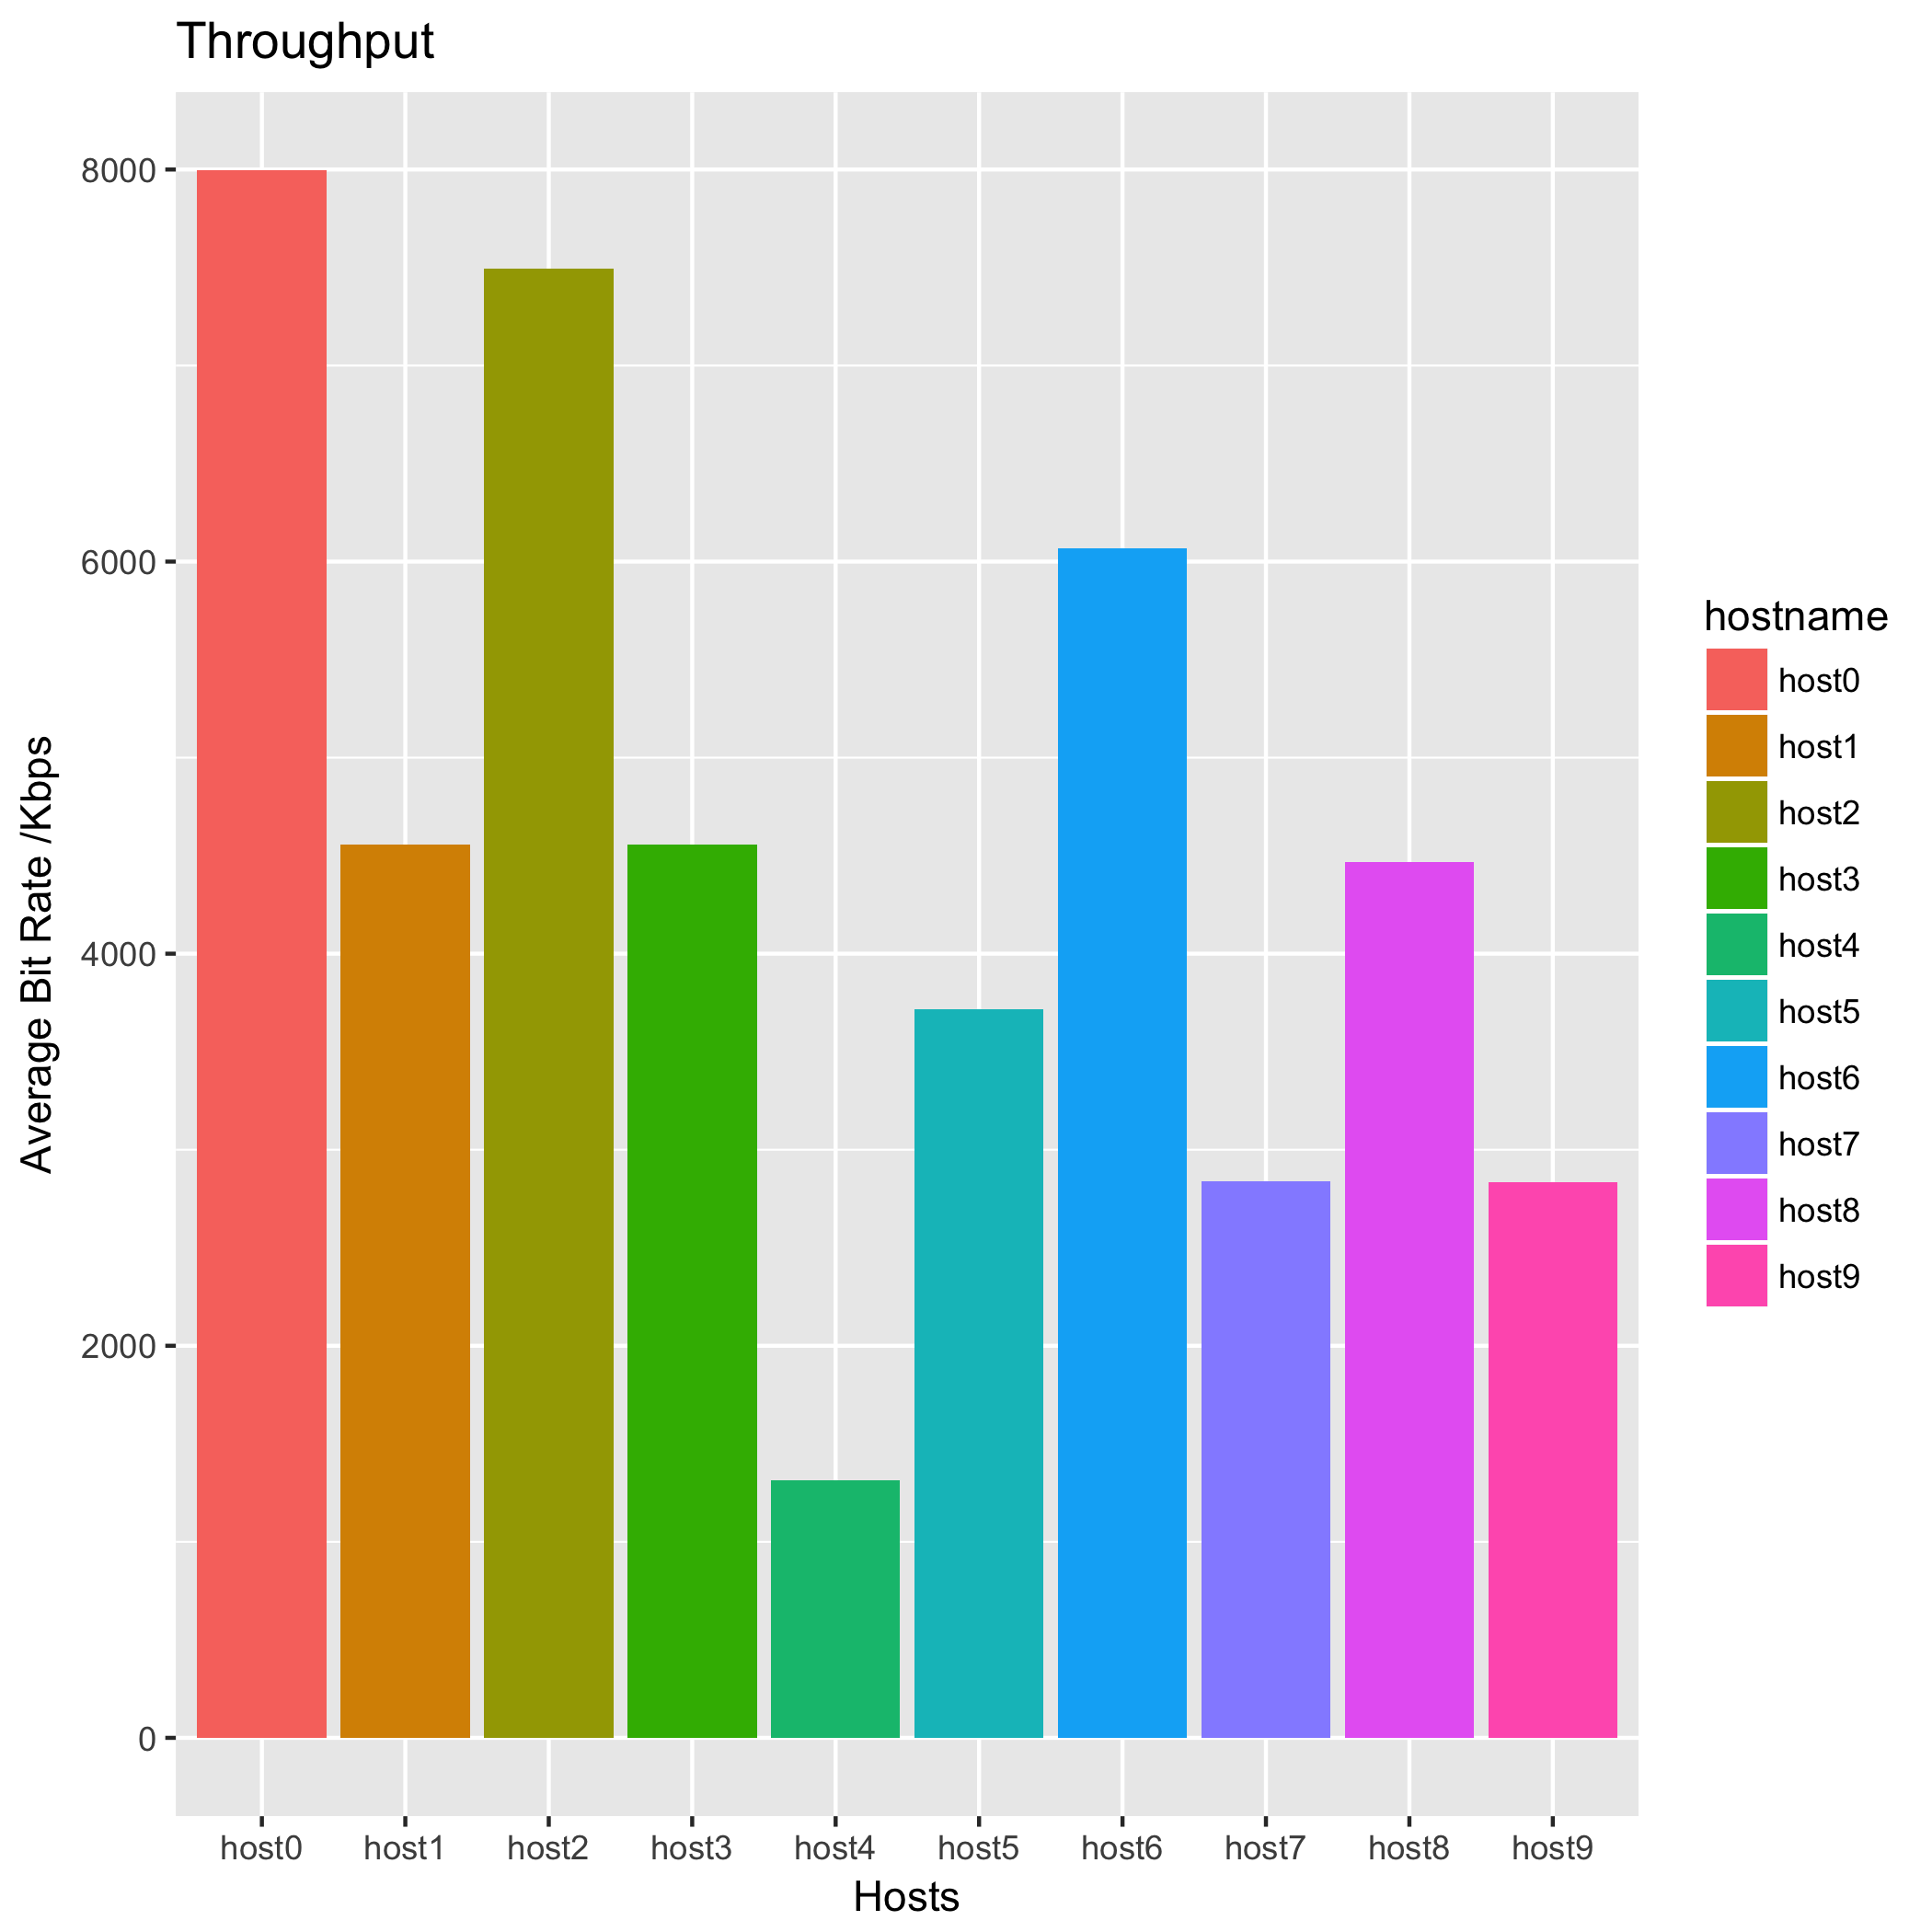 Throughput
Average Bit Rate /Kbps
8000
6000
4000
2000
0
host0 host1 host2 host3 host4 host5 host6 host7 host8 host9
Hosts
hostname
host0
host1
host2
host3
host4
host5
host6
host7
host8
host9